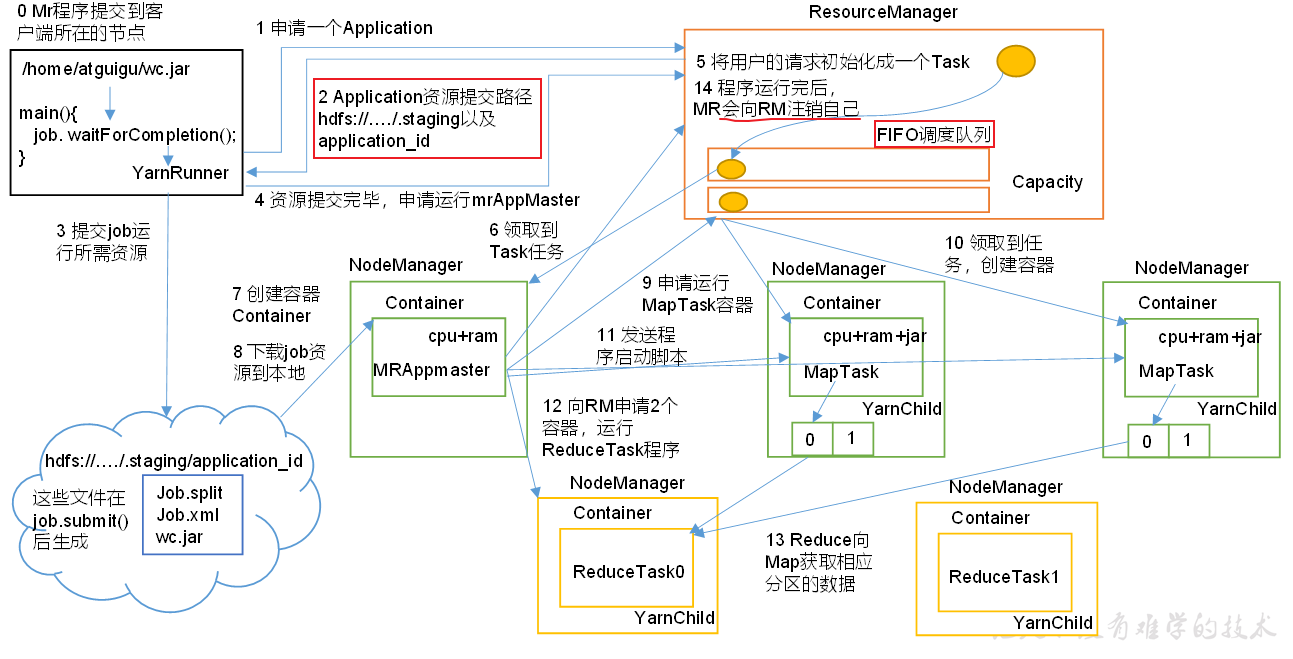 0 Mr程序提交到客
户端所在的节点
/home/atguigu/wc.jar
main(){
job. waitForCompletion();
}
YarnRunner
1 申请一个Application
2 Application资源提交路径
hdfs://…./.staging以及
application_id
4 资源提交完毕，申请运行mrAppMaster
3 提交job运
行所需资源
ResourceManager
5 将用户的请求初始化成一个Task
14 程序运行完后，
MR会向RM注销自己
FIFO调度队列
Capacity
6 领取到
Task任务
7 创建容器
Container
8 下载job资
源到本地
NodeManager
Container
cpu+ram
MRAppmaster
9 申请运行
MapTask容器
10 领取到任
务，创建容器
11 发送程
序启动脚本
NodeManager
Container
cpu+ram+jar
MapTask
YarnChild
0
1
NodeManager
Container
cpu+ram+jar
MapTask
YarnChild
0
1
12 向RM申请2个
容器，运行
ReduceTask程序
hdfs://…./.staging/application_id
这些文件在
job.submit()
后生成
Job.split
Job.xml
wc.jar
NodeManager
Container
ReduceTask0
YarnChild
13 Reduce向
Map获取相应
分区的数据
NodeManager
Container
ReduceTask1
YarnChild
有难学的技术